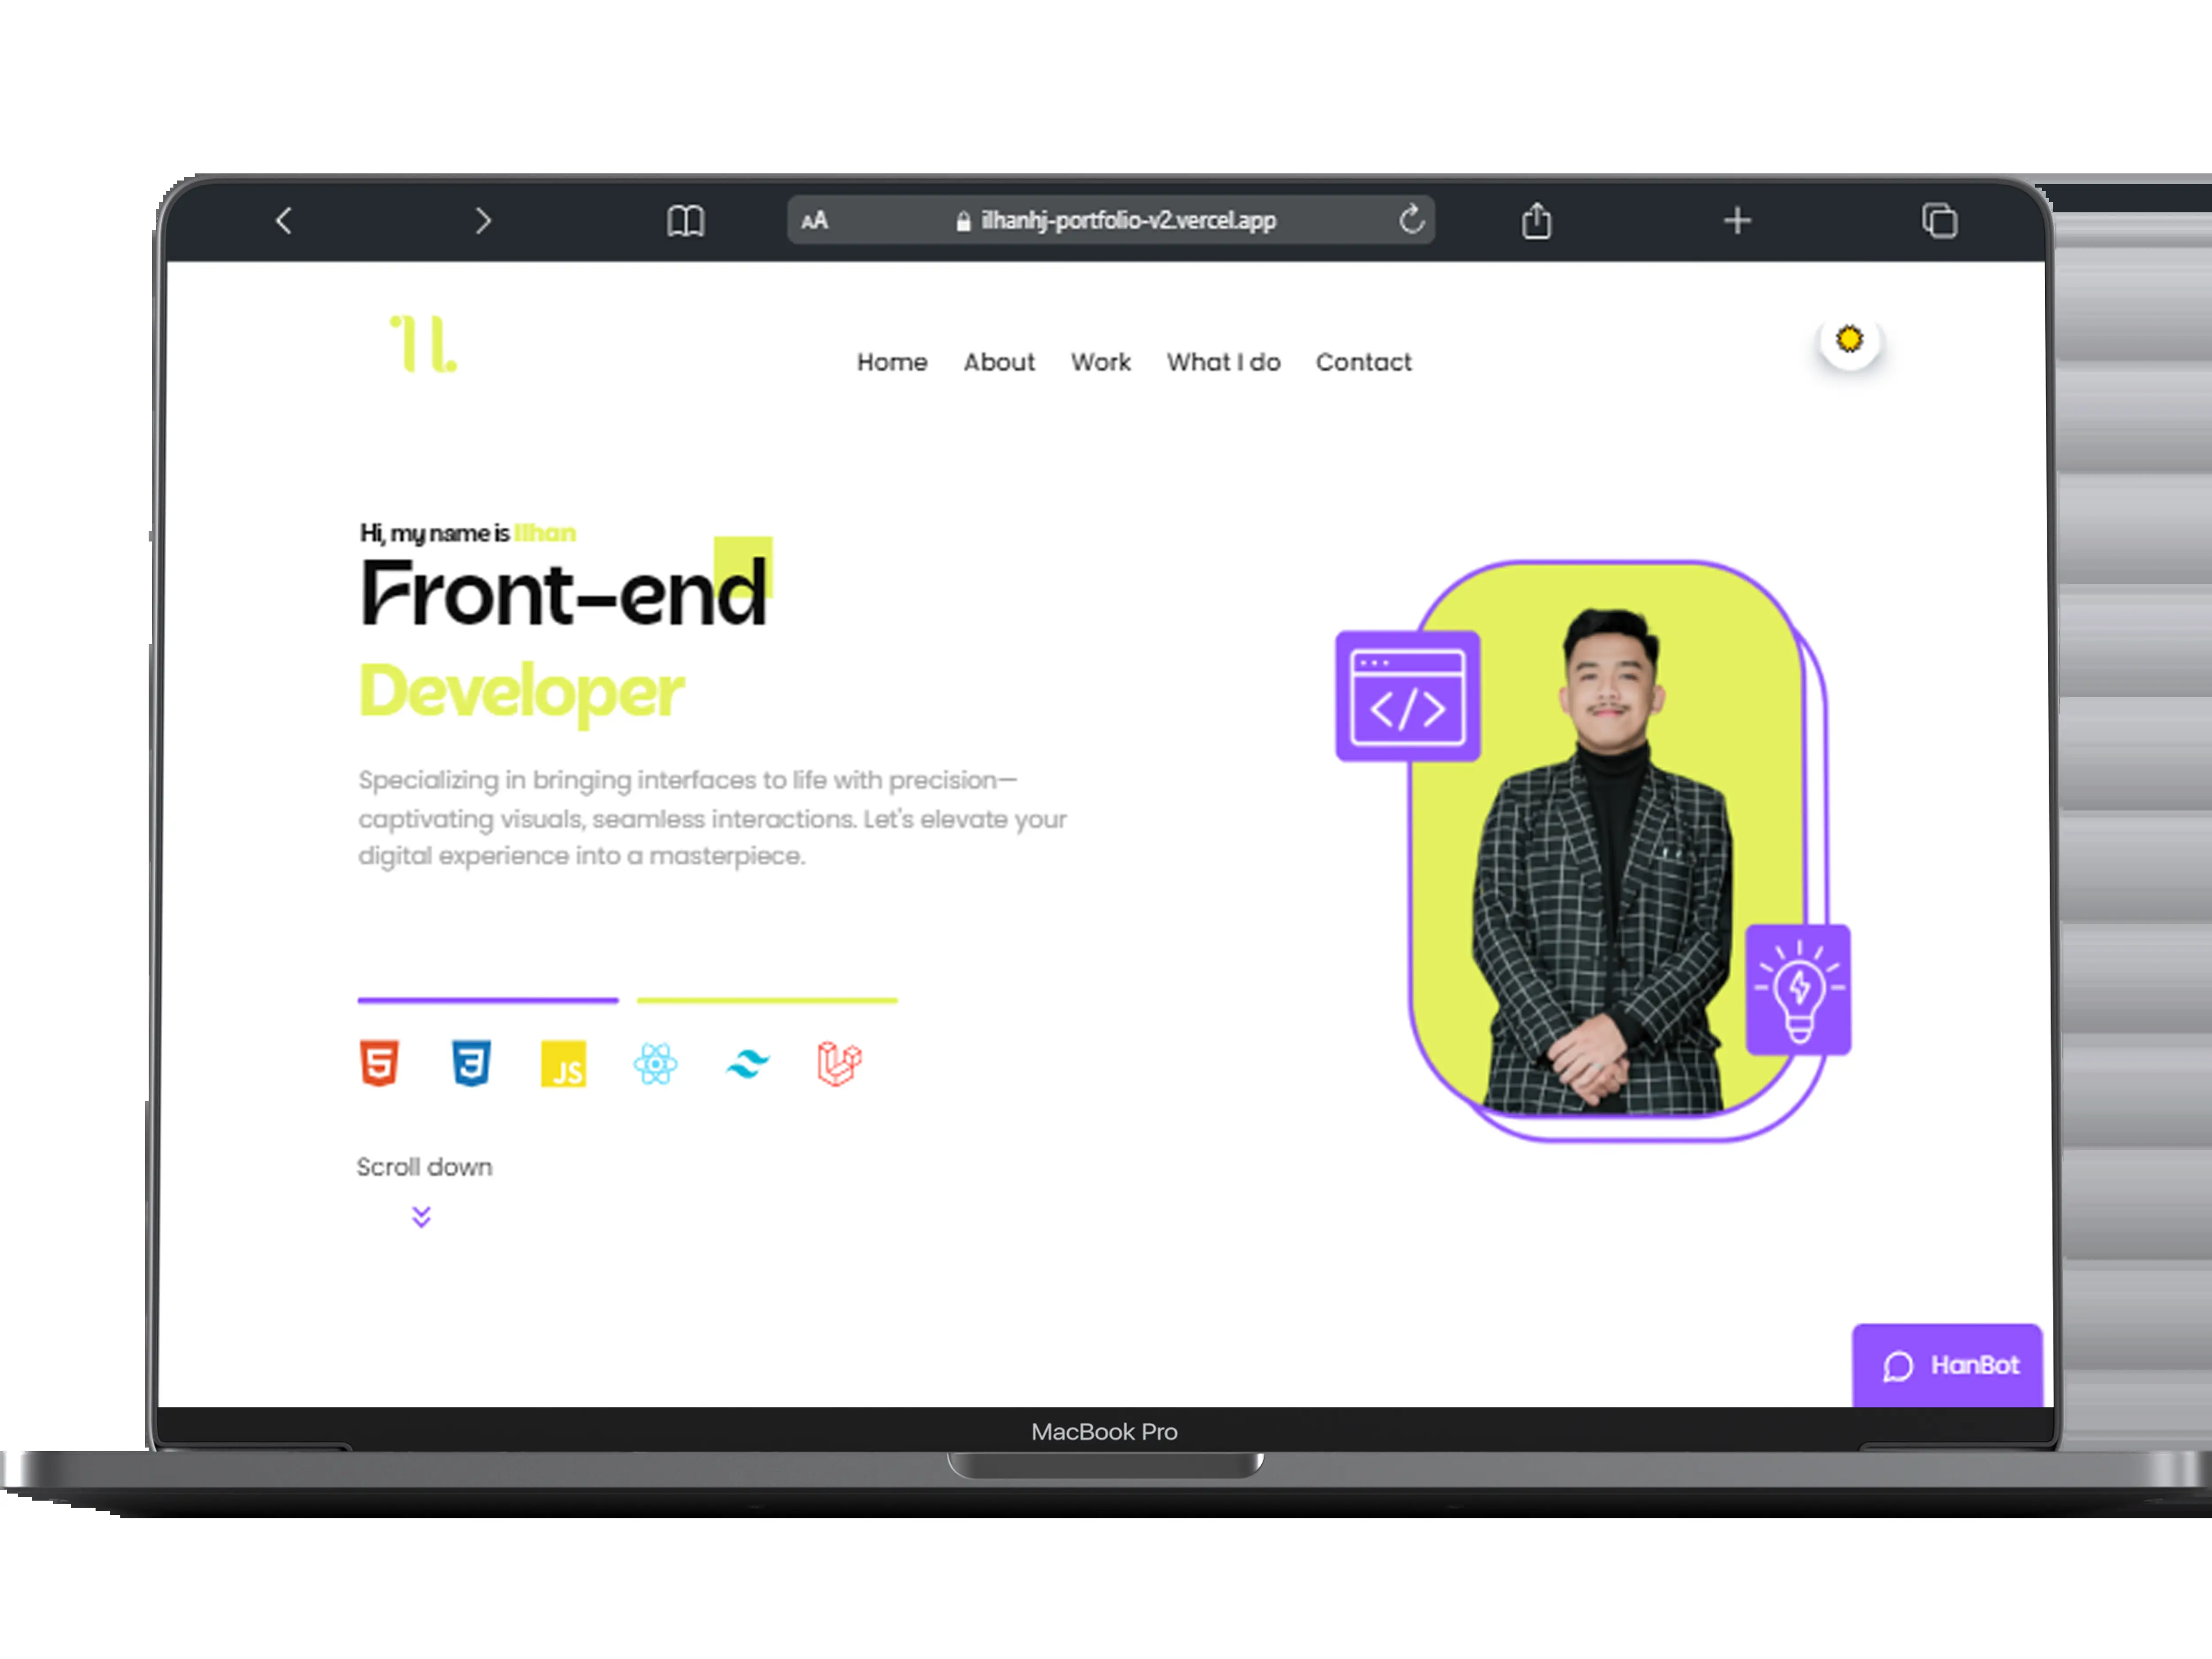 AA ilhanhj-portfolio-v2.vercel.app
Home About Work What I do Contact
Hi, my name is Ilhan
Front-end
Developer
Specializing in bringing interfaces to life with precision—
captivating visuals, seamless interactions. Let's elevate your
digital experience into a masterpiece.
5 3 JS
Scroll down
HanBot
MacBook Pro